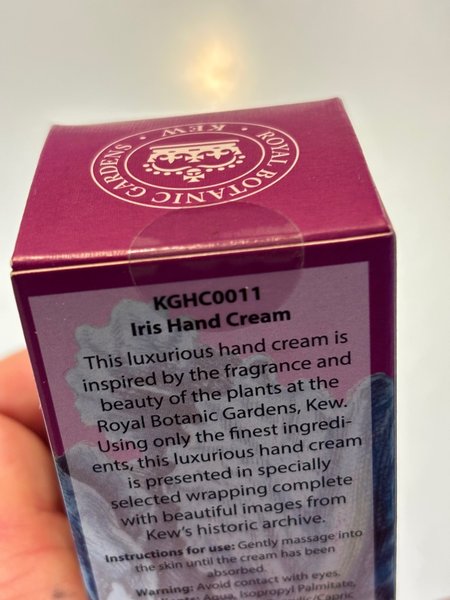 ROYAL BOTANIC GARDENS • KEW •
KGHC0011
Iris Hand Cream
This luxurious hand cream is
inspired by the fragrance and
beauty of the plants at the
Royal Botanic Gardens, Kew.
Using only the finest ingredi-
ents, this luxurious hand cream
is presented in specially
selected wrapping complete
with beautiful images from
Kew's historic archive.
Instructions for use: Gently massage into
the skin until the cream has been
absorbed.
Warning: Avoid contact with eyes.
Aqua, Isopropyl Palmitate,